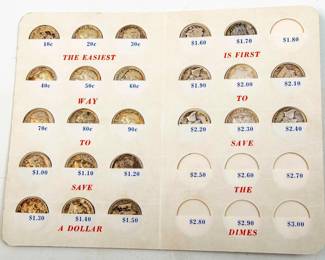 10c 20c 30c
THE EASIEST
40c 50c 60c
WAY
70c 80c 90c
TO
$1.00 $1.10 $1.20
SAVE
$1.30 $1.40 $1.50
A DOLLAR
$1.60 $1.70 $1.80
IS FIRST
$1.90 $2.00 $2.10
TO
$2.20 $2.30 $2.40
SAVE
$2.50 $2.60 $2.70
THE
$2.80 $2.90 $3.00
DIMES